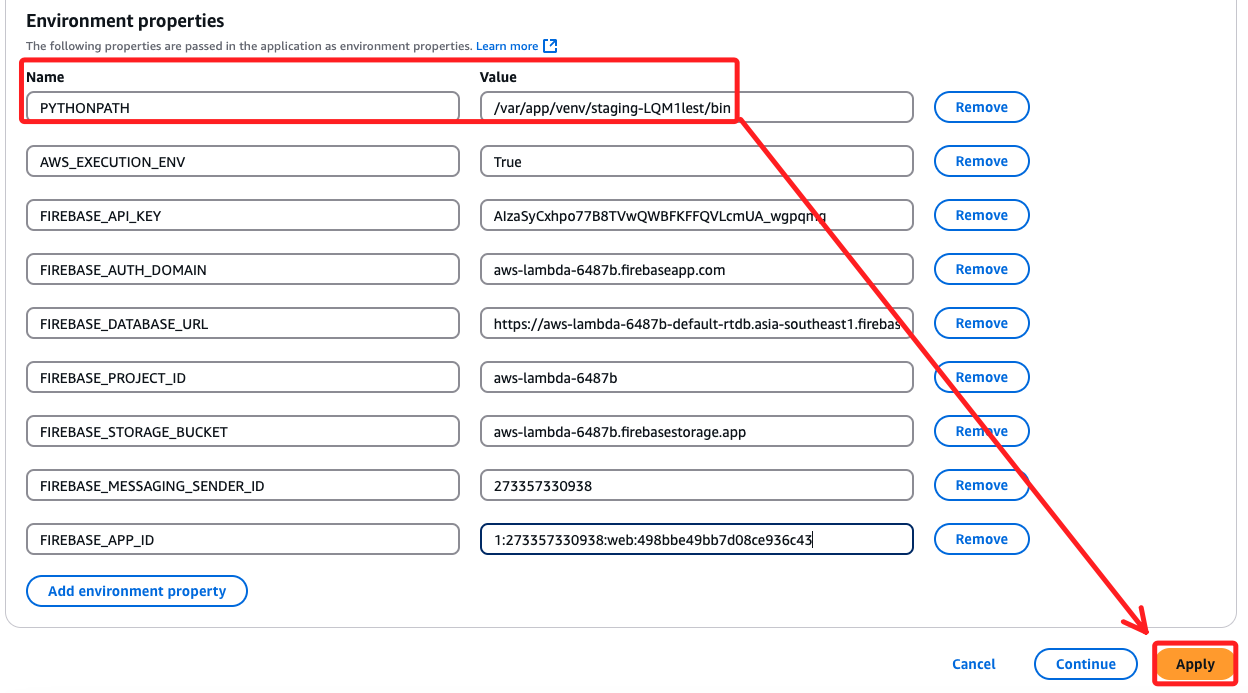 Environment properties
The following properties are passed in the application as environment properties. Learn more
Name Value
PYTHONPATH /var/app/venv/staging-LQM1lest/bin Remove
AWS_EXECUTION_ENV True Remove
FIREBASE_API_KEY AIzaSyCxhpo77B8TVwQWBFKFFQVLcmUA_wgpqmg Remove
FIREBASE_AUTH_DOMAIN aws-lambda-6487b.firebaseapp.com Remove
FIREBASE_DATABASE_URL https://aws-lambda-6487b-default-rtdb.asia-southeast1.firebas Remove
FIREBASE_PROJECT_ID aws-lambda-6487b Remove
FIREBASE_STORAGE_BUCKET aws-lambda-6487b.firebasestorage.app Remove
FIREBASE_MESSAGING_SENDER_ID 273357330938 Remove
FIREBASE_APP_ID 1:273357330938:web:498bbe49bb7d08ce936c43 Remove
Add environment property
Cancel Continue Apply